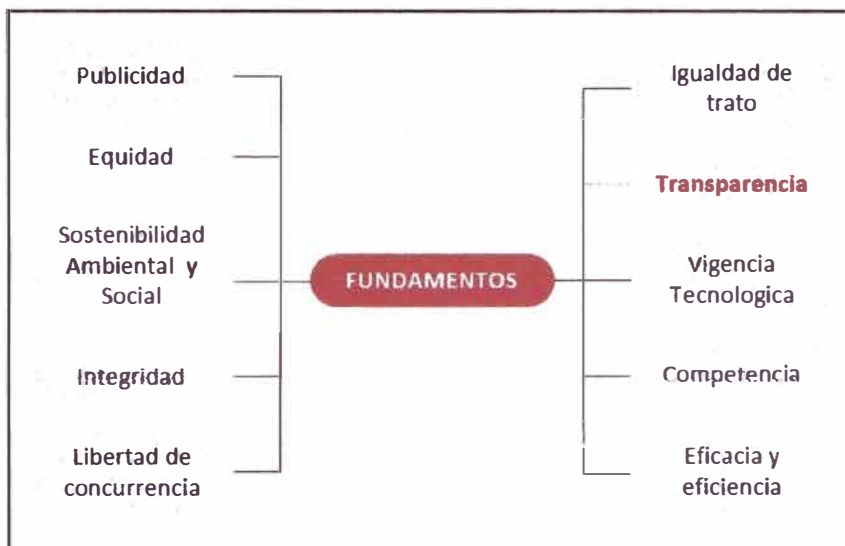 Publicidad
Equidad
Sostenibilidad
Ambiental y
Social
Integridad
Libertad de
concurrencia
FUNDAMENTOS
Igualdad de
trato
Transparencia
Vigencia
Tecnologica
Competencia
Eficacia y
eficiencia